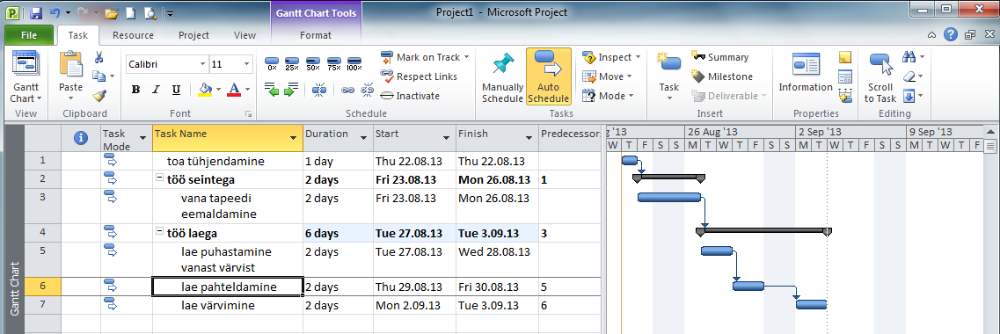 Gantt Chart Tools
Project1 - Microsoft Project
File Task Resource Project View Värv Format
Gantt Chart
View
Paste
Clipboard
Calibri 11
B I U A
Font
0% 25% 50% 75% 100%
Mark on Track
Respect Links
Inactivate
Schedule
Manually Schedule
Auto Schedule
Inspect
Move
Mode
Tasks
Task
Summary
Milestone
Deliverable
Insert
Information
Properties
Scroll to Task
Editing
Task Mode Task Name Duration Start Finish Predecessor
'13 26 Aug '13 2 Sep '13 9 Sep '13
W T F S S M T W T F S S M T W T F S S M T W T F S
1 toa tühjendamine 1 day Thu 22.08.13 Thu 22.08.13
2 töö seintega 2 days Fri 23.08.13 Mon 26.08.13 1
3 vana tapeedi 2 days Fri 23.08.13 Mon 26.08.13
eemaldamine
4 töö laega 6 days Tue 27.08.13 Tue 3.09.13 3
5 lae puhastamine 2 days Tue 27.08.13 Wed 28.08.13
vanast värvist
6 lae pahteldamine 2 days Thu 29.08.13 Fri 30.08.13 5
7 lae värvimine 2 days Mon 2.09.13 Tue 3.09.13 6
Gantt Chart